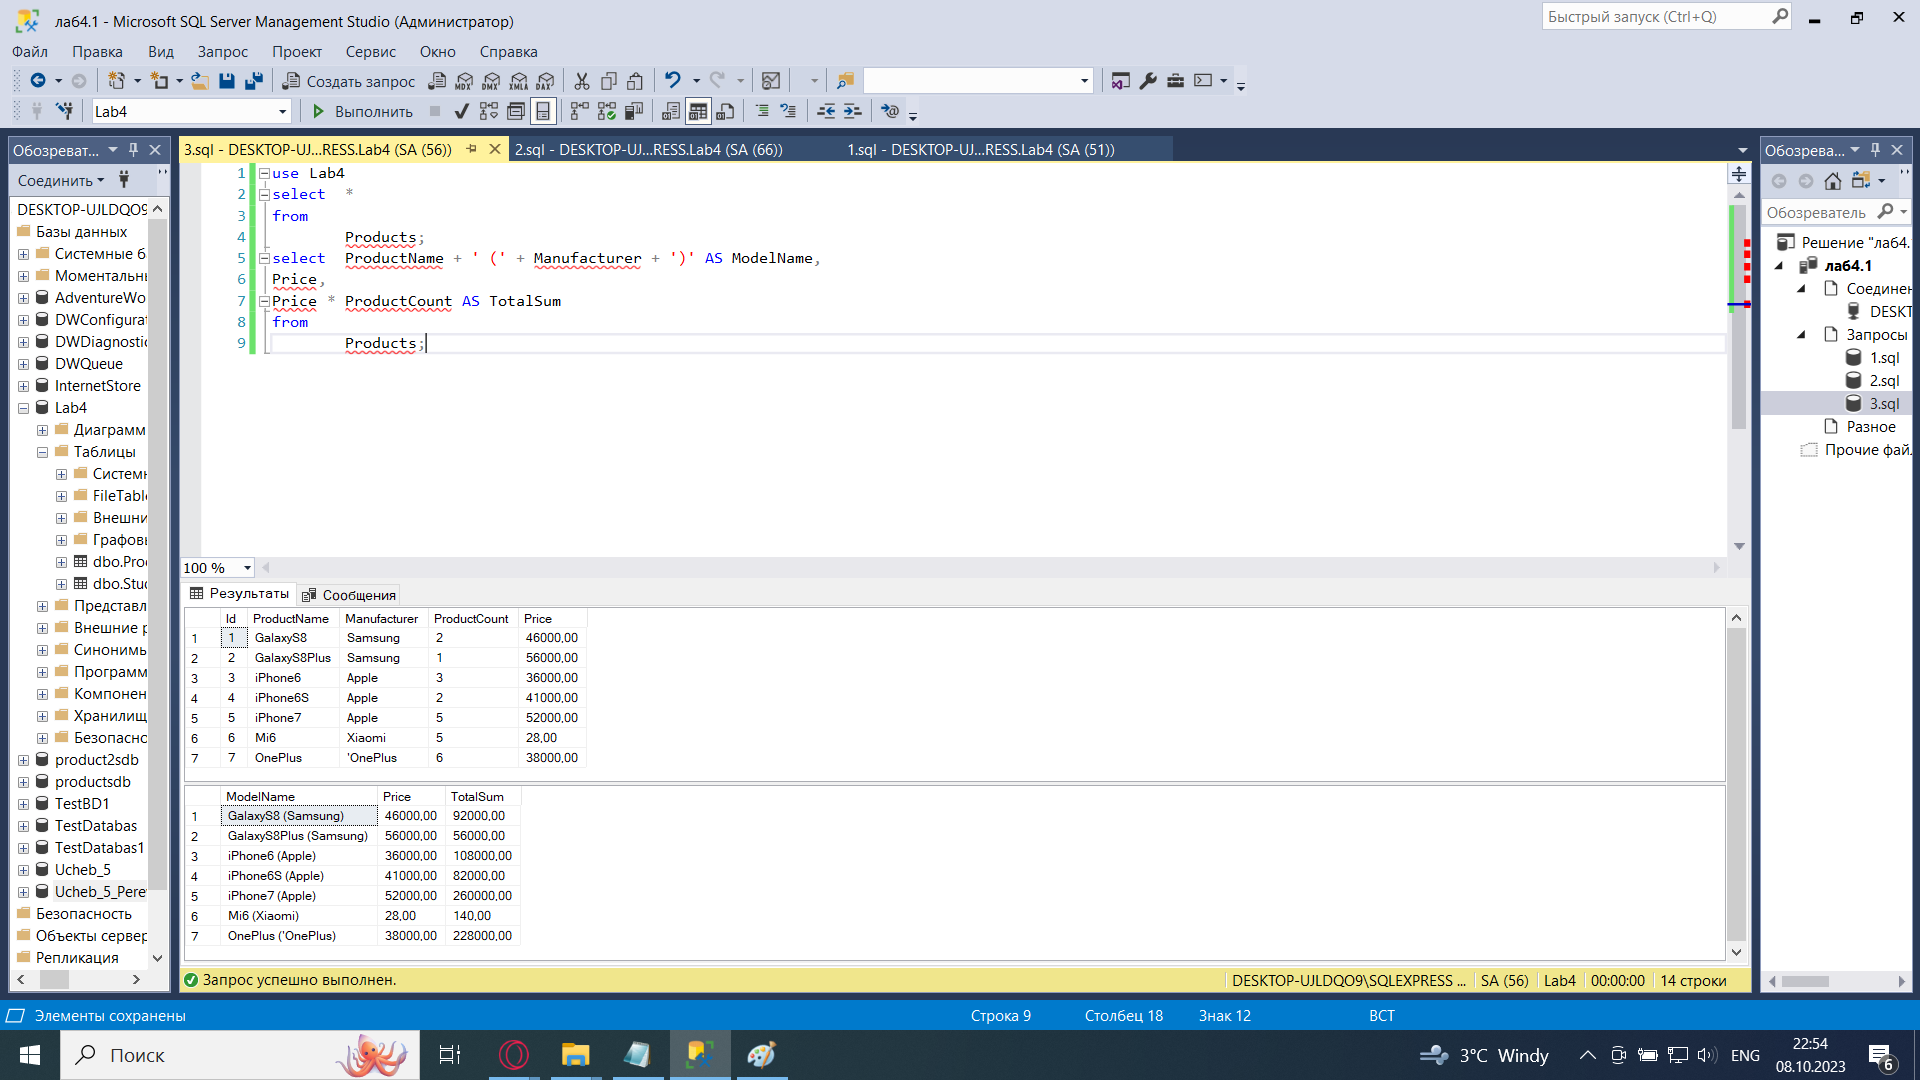 ла64.1 - Microsoft SQL Server Management Studio (Администратор)
Быстрый запуск (Ctrl+Q)
Файл Правка Вид Запрос Проект Сервис Окно Справка
Создать запрос
MDX DMX XMLA DAX
Lab4 Выполнить
Обозреват...
Соединить
DESKTOP-UJLDQO9
Базы данных
Системные б
Моментальн
AdventureWo
DWConfigurat
DWDiagnostic
DWQueue
InternetStore
Lab4
Диаграмм
Таблицы
Систем
FileTable
Внешни
Графовы
dbo.Proc
dbo.Stud
Представл
Внешние р
Синонимь
Программ
Компонен
Хранилищ
Безопасно
product2sdb
productsdb
TestBD1
TestDatabas
TestDatabas1
Ucheb_5
Ucheb_5_Pere
Безопасность
Объекты сервер
Репликация
3.sql - DESKTOP-UJ...RESS.Lab4 (SA (56)) 2.sql - DESKTOP-UJ...RESS.Lab4 (SA (66)) 1.sql - DESKTOP-UJ...RESS.Lab4 (SA (51))
1 use Lab4
2 select *
3 from
4 Products;
5 select ProductName + ' (' + Manufacturer + ')' AS ModelName,
6 Price,
7 Price * ProductCount AS TotalSum
8 from
9 Products;
100 %
Результаты Сообщения
Id ProductName Manufacturer ProductCount Price
1 1 GalaxyS8 Samsung 2 46000,00
2 2 GalaxyS8Plus Samsung 1 56000,00
3 3 iPhone6 Apple 3 36000,00
4 4 iPhone6S Apple 2 41000,00
5 5 iPhone7 Apple 5 52000,00
6 6 Mi6 Xiaomi 5 28,00
7 7 OnePlus 'OnePlus 6 38000,00
ModelName Price TotalSum
1 GalaxyS8 (Samsung) 46000,00 92000,00
2 GalaxyS8Plus (Samsung) 56000,00 56000,00
3 iPhone6 (Apple) 36000,00 108000,00
4 iPhone6S (Apple) 41000,00 82000,00
5 iPhone7 (Apple) 52000,00 260000,00
6 Mi6 (Xiaomi) 28,00 140,00
7 OnePlus ('OnePlus) 38000,00 228000,00
Запрос успешно выполнен. DESKTOP-UJLDQO9\SQLEXPRESS ... SA (56) Lab4 00:00:00 14 строки
Обозрева...
Обозреватель
Решение "ла64.
ла64.1
Соединен
DESKT
Запросы
1.sql
2.sql
3.sql
Разное
Прочие фай
Элементы сохранены Строка 9 Столбец 18 Знак 12 ВСТ
Поиск 3°C Windy ENG 22:54
08.10.2023 6